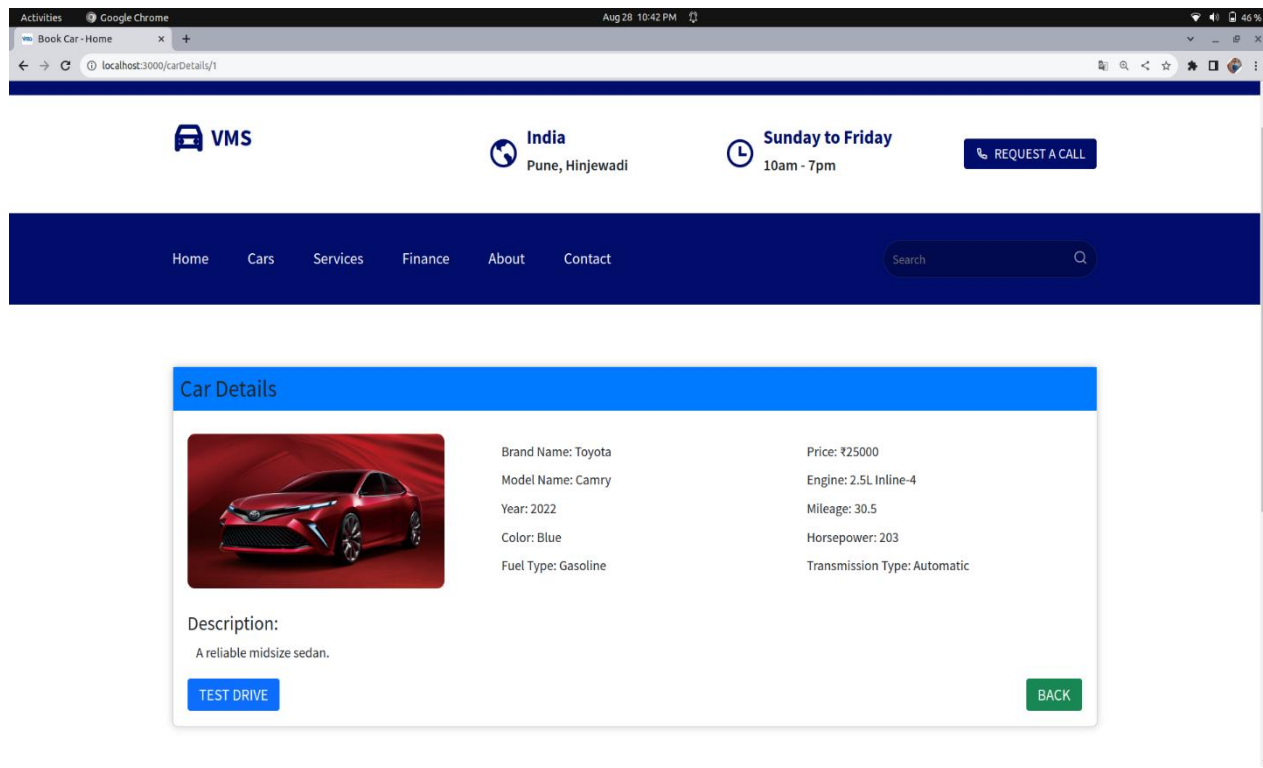 Activities Google Chrome Aug 28 10:42 PM 46 %
Book Car - Home
localhost:3000/carDetails/1
VMS
India
Pune, Hinjewadi
Sunday to Friday
10am - 7pm
REQUEST A CALL
Home Cars Services Finance About Contact Search
Car Details
Brand Name: Toyota
Model Name: Camry
Year: 2022
Color: Blue
Fuel Type: Gasoline
Price: ₹25000
Engine: 2.5L Inline-4
Mileage: 30.5
Horsepower: 203
Transmission Type: Automatic
Description:
A reliable midsize sedan.
TEST DRIVE BACK